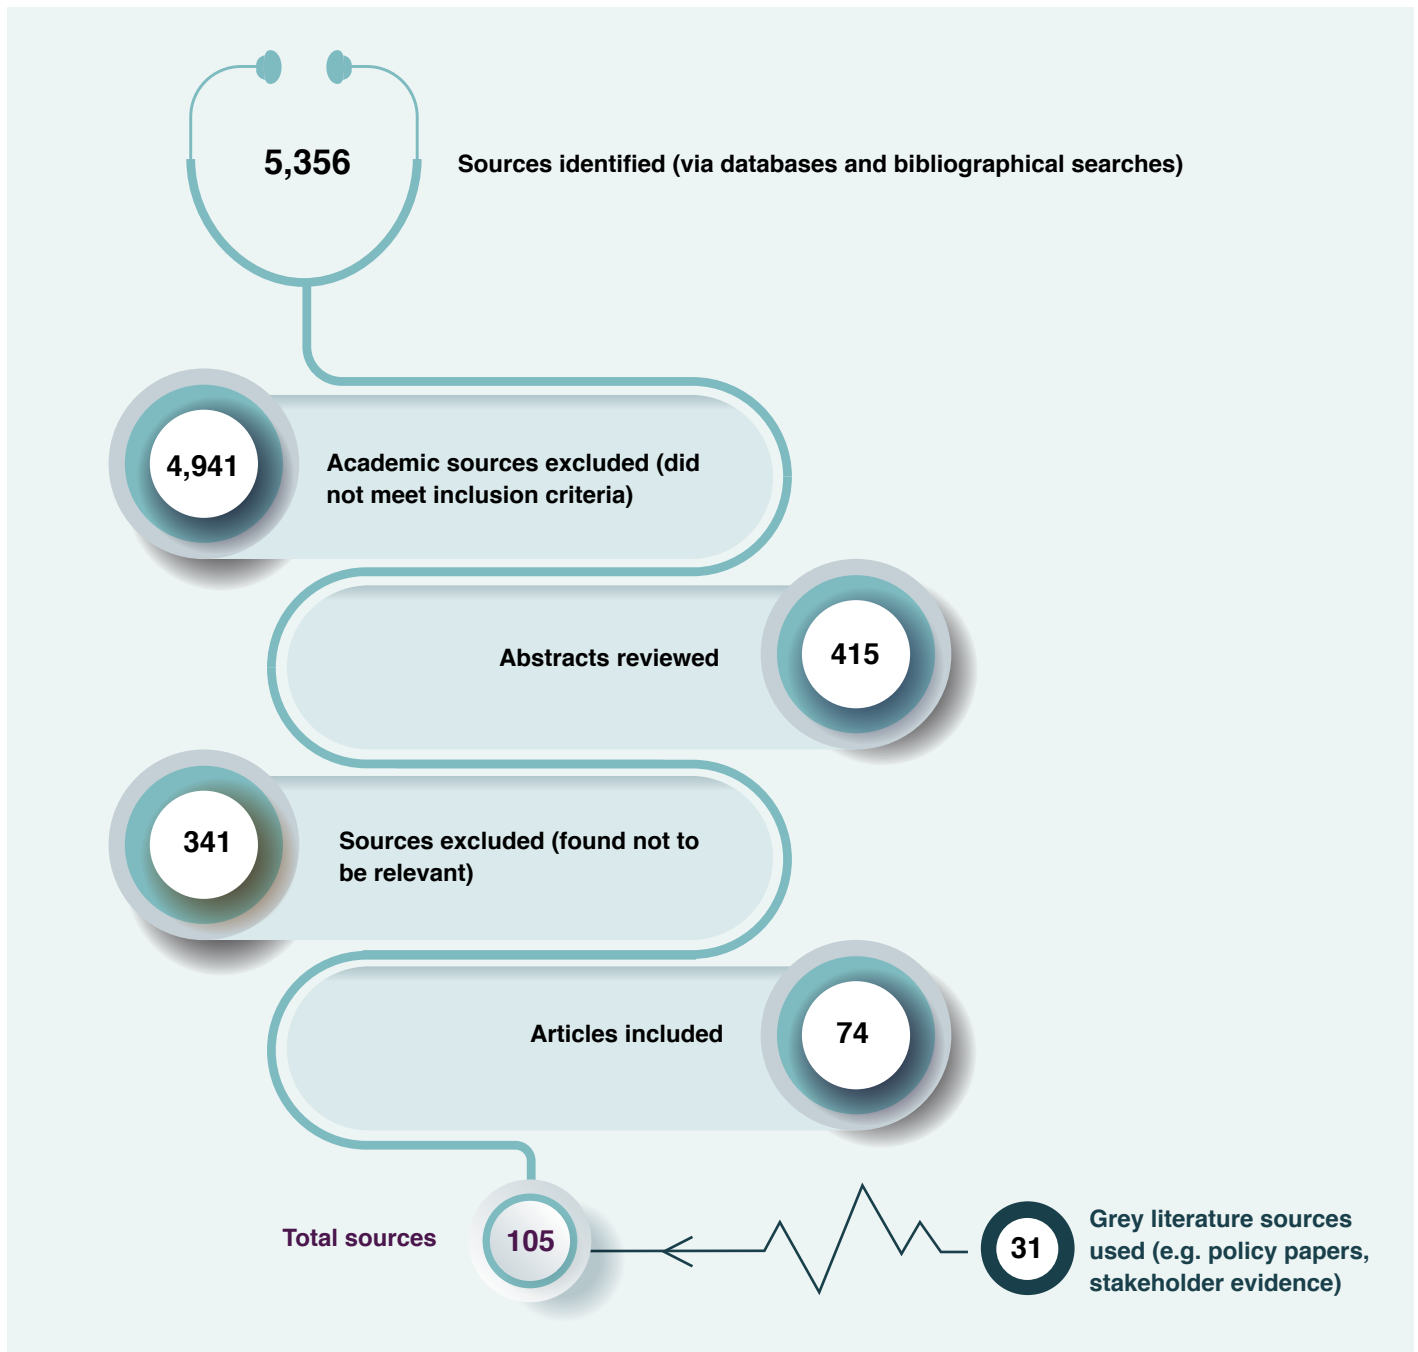 5,356
Sources identified (via databases and bibliographical searches)
4,941
Academic sources excluded (did
not meet inclusion criteria)
Abstracts reviewed
415
341
Sources excluded (found not to
be relevant)
Articles included
74
Total sources
105
31
Grey literature sources
used (e.g. policy papers,
stakeholder evidence)